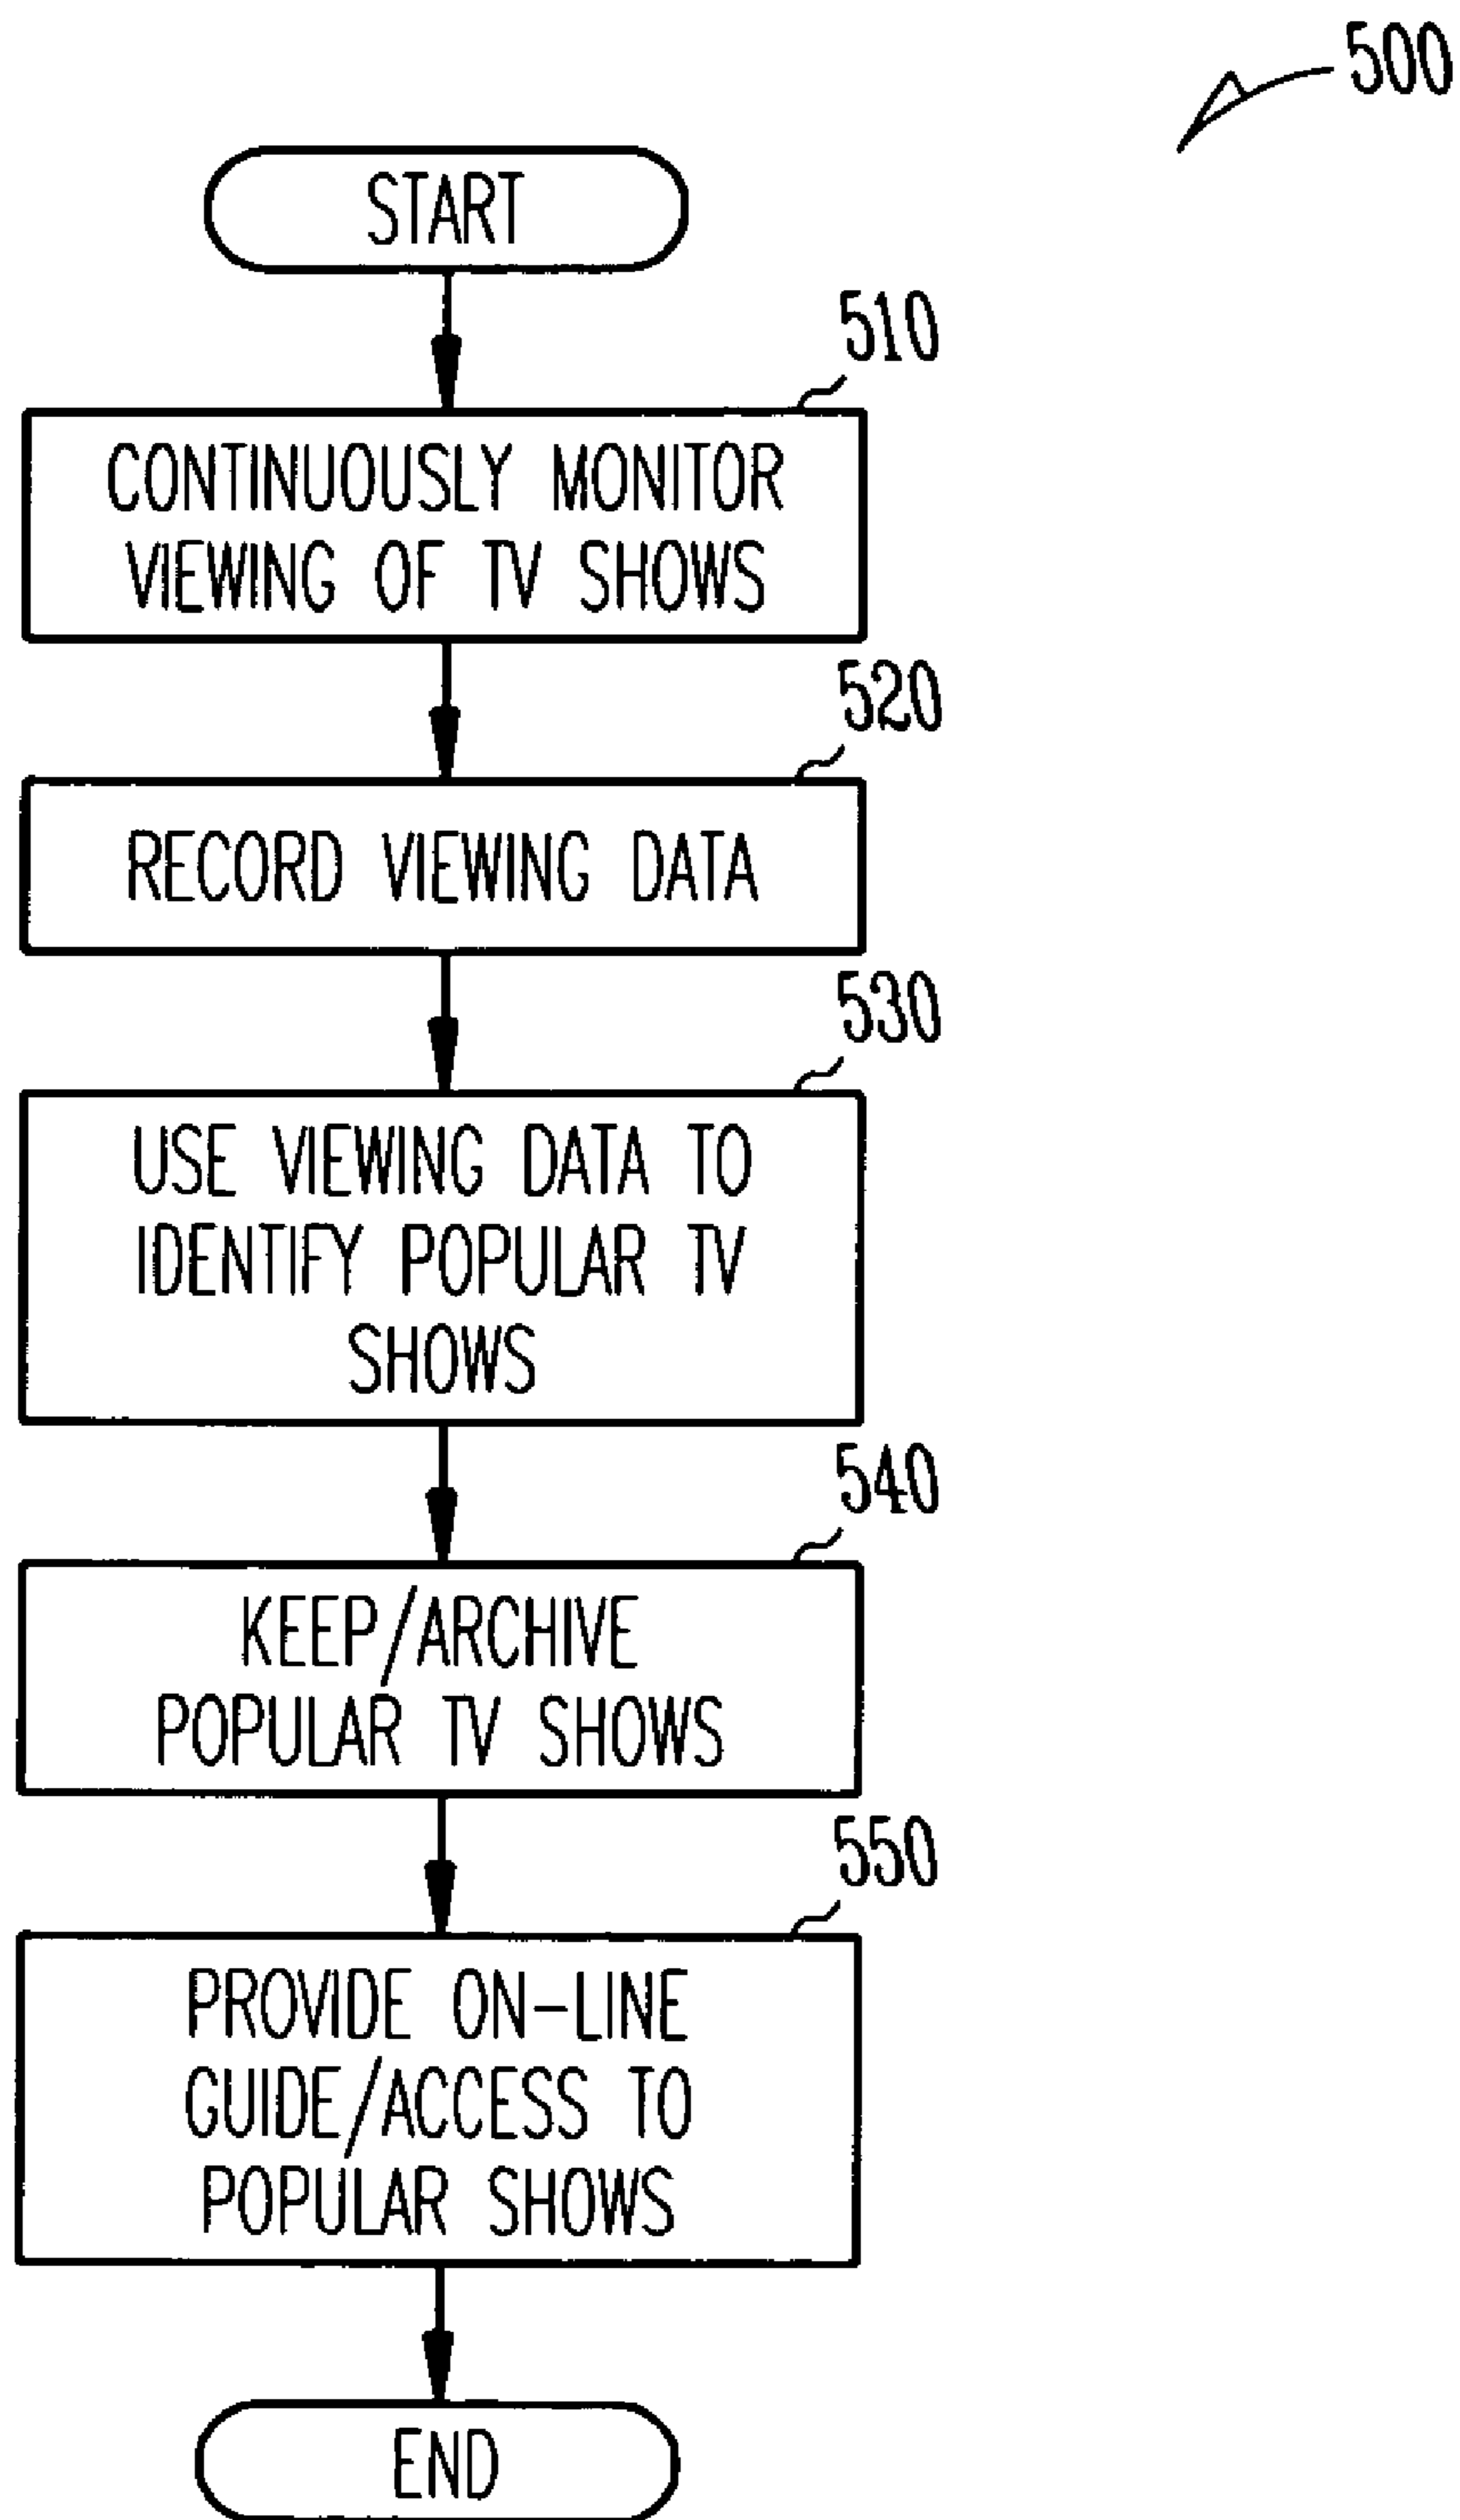 500
START
510
CONTINUOUSLY MONITOR
VIEWING OF TV SHOWS
520
RECORD VIEWING DATA
530
USE VIEWING DATA TO
IDENTIFY POPULAR TV
SHOWS
540
KEEP/ARCHIVE
POPULAR TV SHOWS
550
PROVIDE ON-LINE
GUIDE/ACCESS TO
POPULAR SHOWS
END